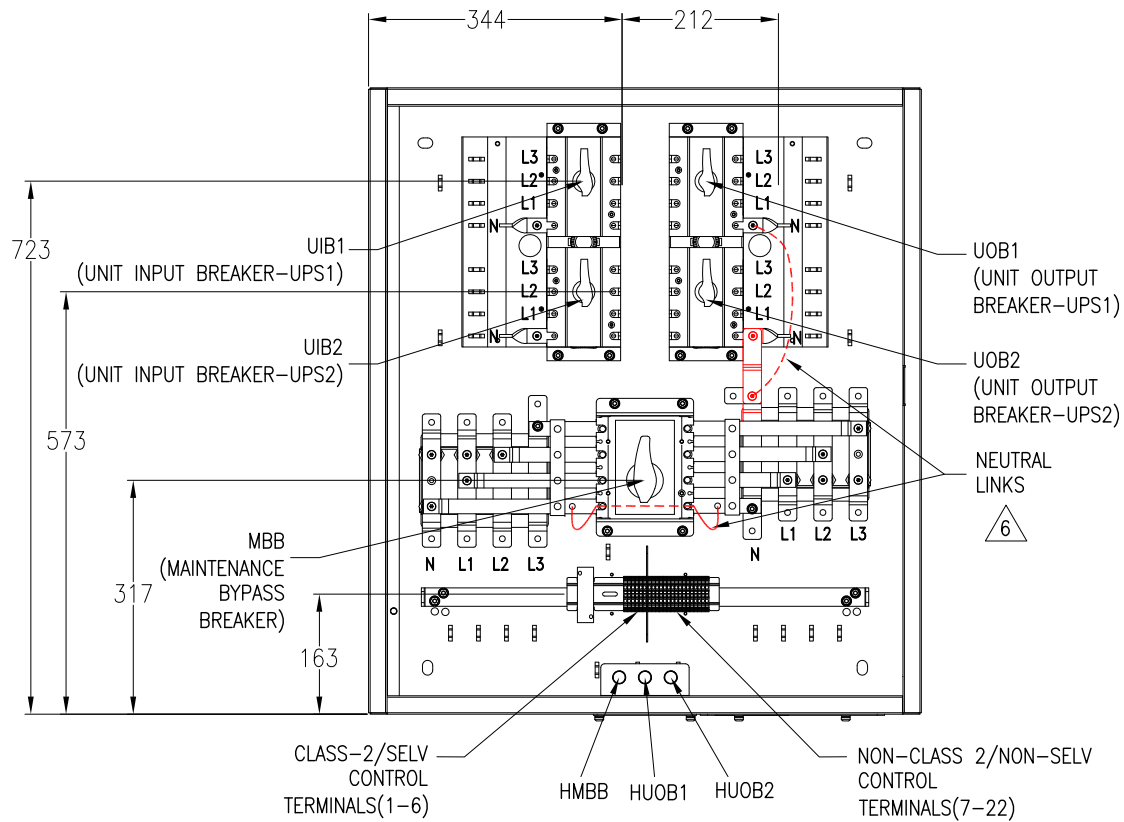 344
212
723
573
317
163
L3
L2
L1
N
L3
L2
L1
N
L3
L2
L1
N
L3
L2
L1
N
UIB1
(UNIT INPUT BREAKER-UPS1)
UIB2
(UNIT INPUT BREAKER-UPS2)
UOB1
(UNIT OUTPUT
BREAKER-UPS1)
UOB2
(UNIT OUTPUT
BREAKER-UPS2)
NEUTRAL
LINKS
6
MBB
(MAINTENANCE
BYPASS
BREAKER)
N L1 L2 L3
N L1 L2 L3
CLASS-2/SELV
CONTROL
TERMINALS(1-6)
HMBB
HUOB1
HUOB2
NON-CLASS 2/NON-SELV
CONTROL
TERMINALS(7-22)